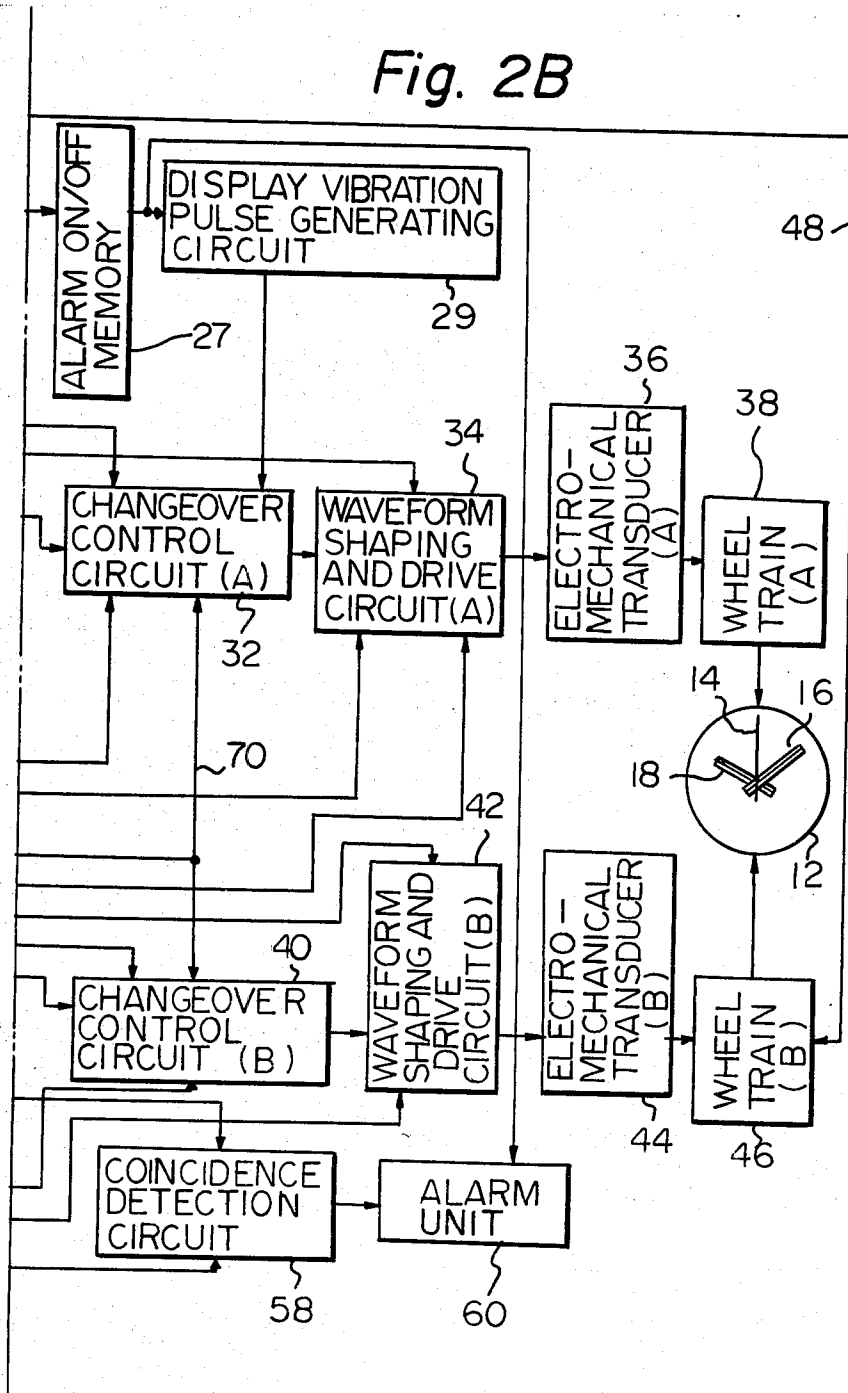 Fig. 2B
ALARM ON/OFF
MEMORY
27
DISPLAY VIBRATION
PULSE GENERATING
CIRCUIT
29
48
36
ELECTRO-
MECHANICAL
TRANSDUCER
(A)
38
WHEEL
TRAIN
(A)
34
WAVEFORM
SHAPING
AND DRIVE
CIRCUIT(A)
CHANGEOVER
CONTROL
CIRCUIT (A)
32
14
16
18
12
70
42
WAVEFORM
SHAPING AND
DRIVE
CIRCUIT(B)
ELECTRO-
MECHANICAL
TRANSDUCER
(B)
44
40
CHANGEOVER
CONTROL
CIRCUIT (B)
WHEEL
TRAIN
(B)
46
COINCIDENCE
DETECTION
CIRCUIT
58
ALARM
UNIT
60